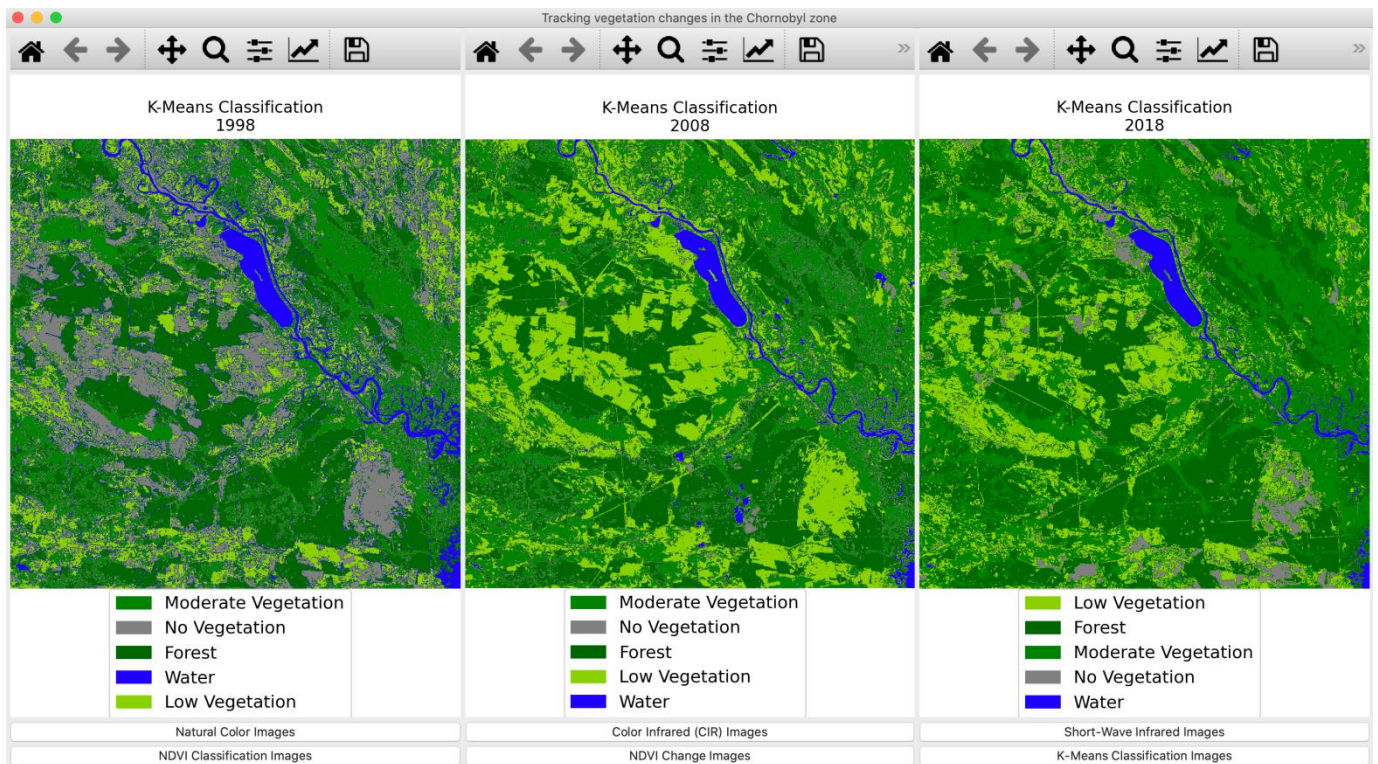 Tracking vegetation changes in the Chornobyl zone
K-Means Classification
1998
Moderate Vegetation
No Vegetation
Forest
Water
Low Vegetation
K-Means Classification
2008
Moderate Vegetation
No Vegetation
Forest
Low Vegetation
Water
K-Means Classification
2018
Low Vegetation
Forest
Moderate Vegetation
No Vegetation
Water
Natural Color Images
Color Infrared (CIR) Images
Short-Wave Infrared Images
NDVI Classification Images
NDVI Change Images
K-Means Classification Images